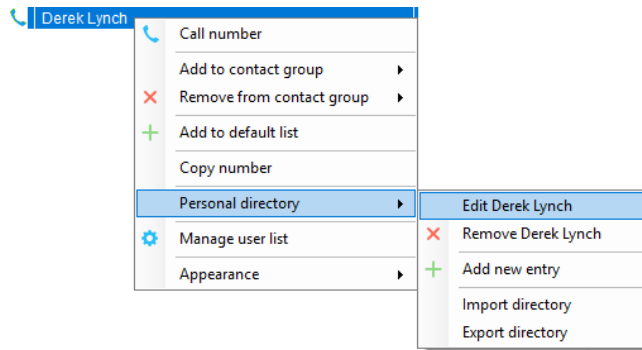 Derek Lynch
Call number
Add to contact group
Remove from contact group
Add to default list
Copy number
Personal directory
Edit Derek Lynch
Remove Derek Lynch
Add new entry
Import directory
Export directory
Manage user list
Appearance